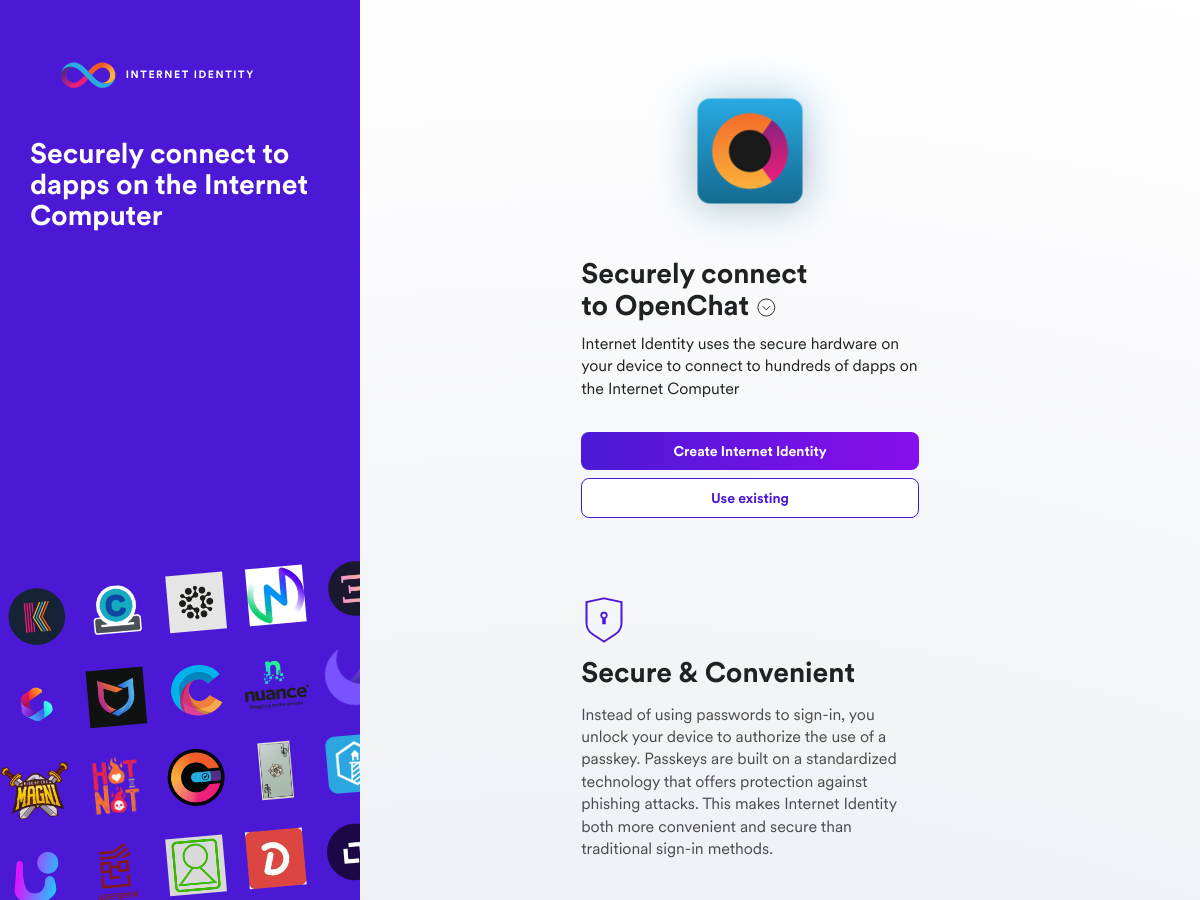 INTERNET IDENTITY
Securely connect to
dapps on the Internet
Computer
Securely connect
to OpenChat
Internet Identity uses the secure hardware on
your device to connect to hundreds of dapps on
the Internet Computer
Create Internet Identity
Use existing
Secure & Convenient
Instead of using passwords to sign-in, you
unlock your device to authorize the use of a
passkey. Passkeys are built on a standardized
technology that offers protection against
phishing attacks. This makes Internet Identity
both more convenient and secure than
traditional sign-in methods.
K
C
n
nuance
MAGNI
HOT
NOT
D